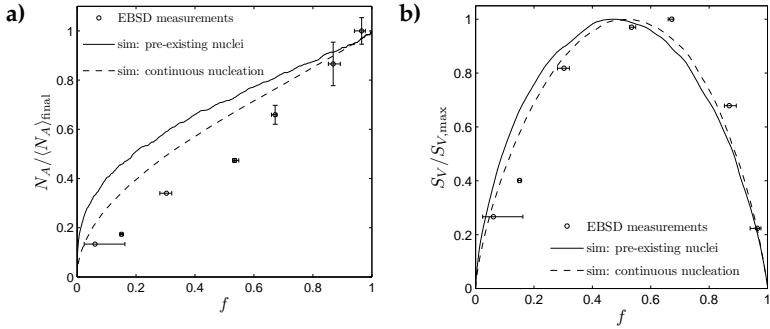 a)
N_A/⟨N_A⟩final
1
0.8
0.6
0.4
0.2
0
EBSD measurements
sim: pre-existing nuclei
sim: continuous nucleation
0 0.2 0.4 0.6 0.8 1
f
b)
S_V/S_V,max
1
0.8
0.6
0.4
0.2
EBSD measurements
sim: pre-existing nuclei
sim: continuous nucleation
0 0.2 0.4 0.6 0.8 1
f